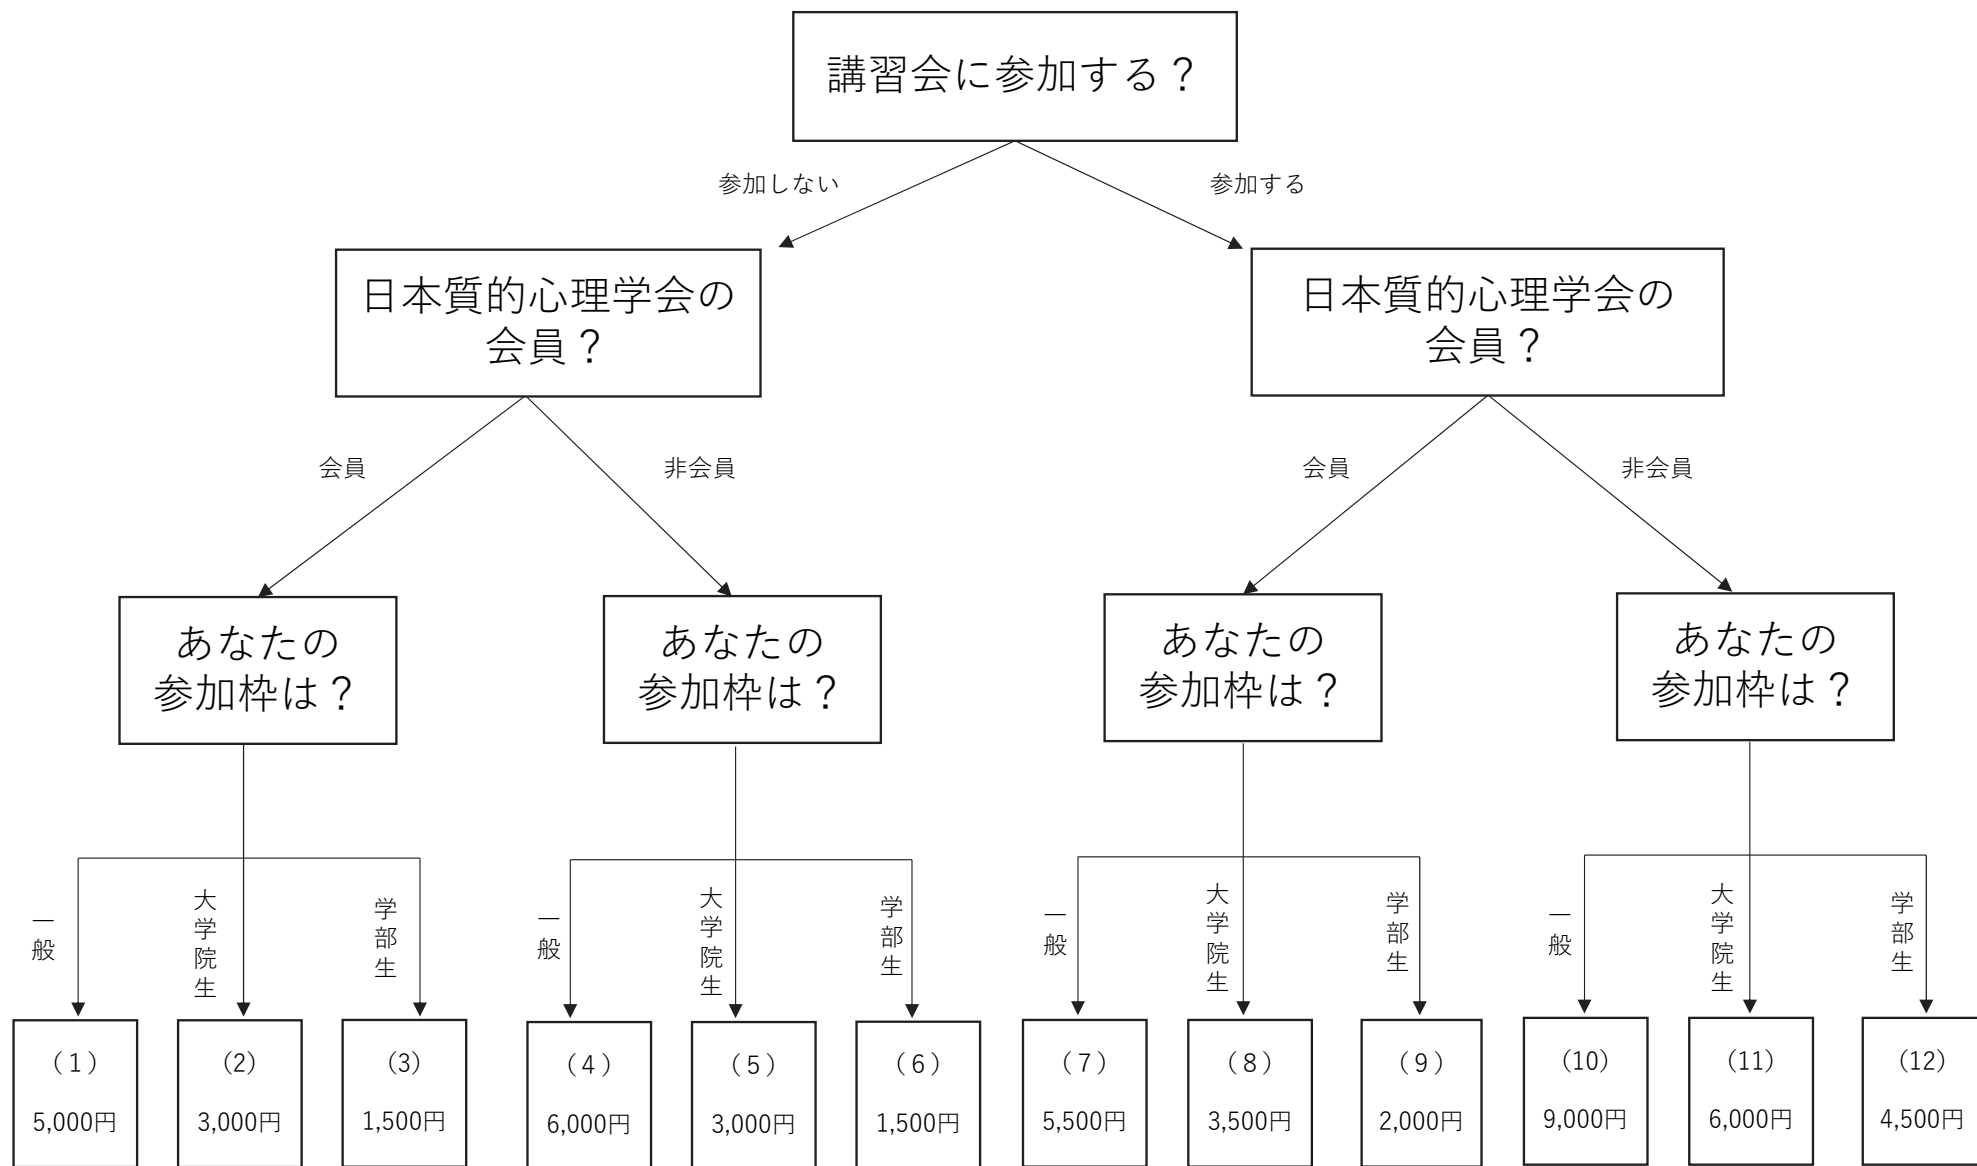 講習会に参加する？
参加しない
参加する
日本質的心理学会の
会員？
日本質的心理学会の
会員？
会員
非会員
会員
非会員
あなたの
参加枠は？
あなたの
参加枠は？
あなたの
参加枠は？
あなたの
参加枠は？
一般
大学院生
学部生
一般
大学院生
学部生
一般
大学院生
学部生
一般
大学院生
学部生
（1）
5,000円
（2）
3,000円
（3）
1,500円
（4）
6,000円
（5）
3,000円
（6）
1,500円
（7）
5,500円
（8）
3,500円
（9）
2,000円
（10）
9,000円
（11）
6,000円
（12）
4,500円